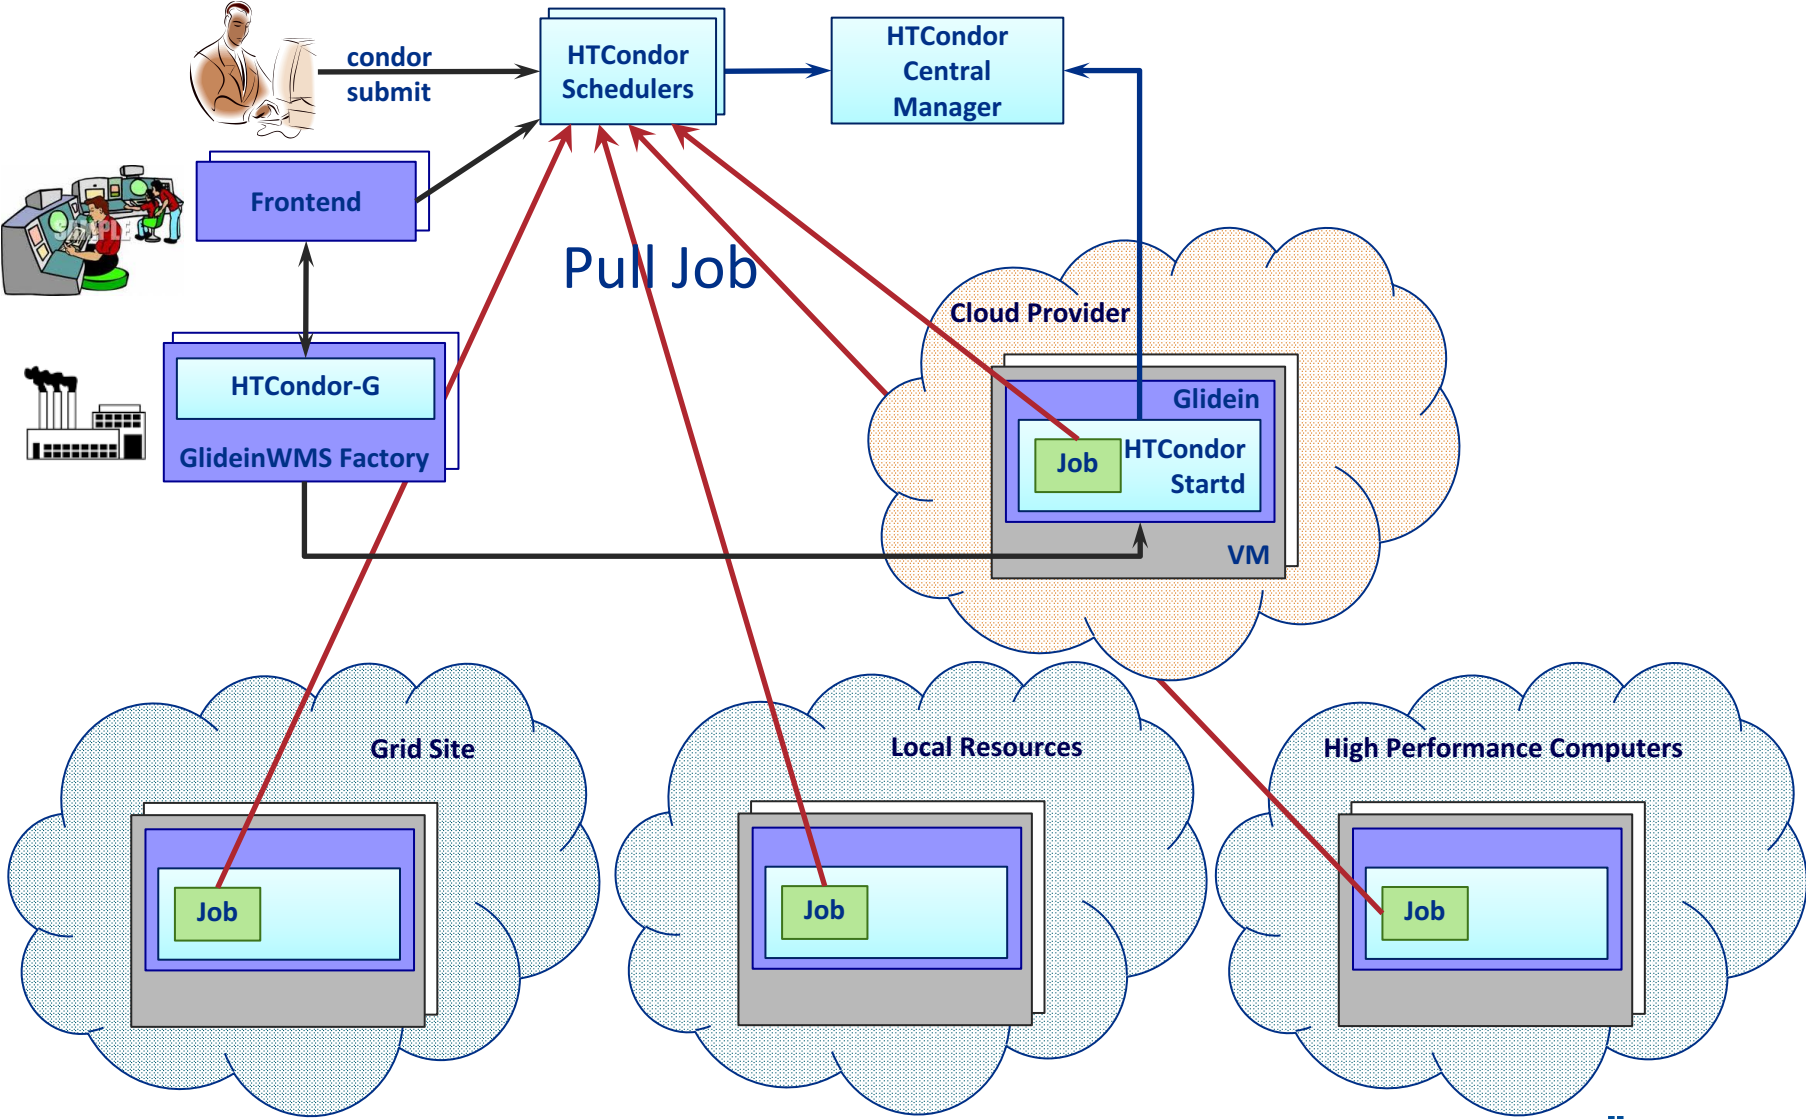 condor
submit
HTCondor
Schedulers
HTCondor
Central
Manager
Frontend
SAMPLE
Pull Job
HTCondor-G
GlideinWMS Factory
Cloud Provider
Glidein
HTCondor
Startd
Job
VM
Grid Site
Job
Local Resources
Job
High Performance Computers
Job